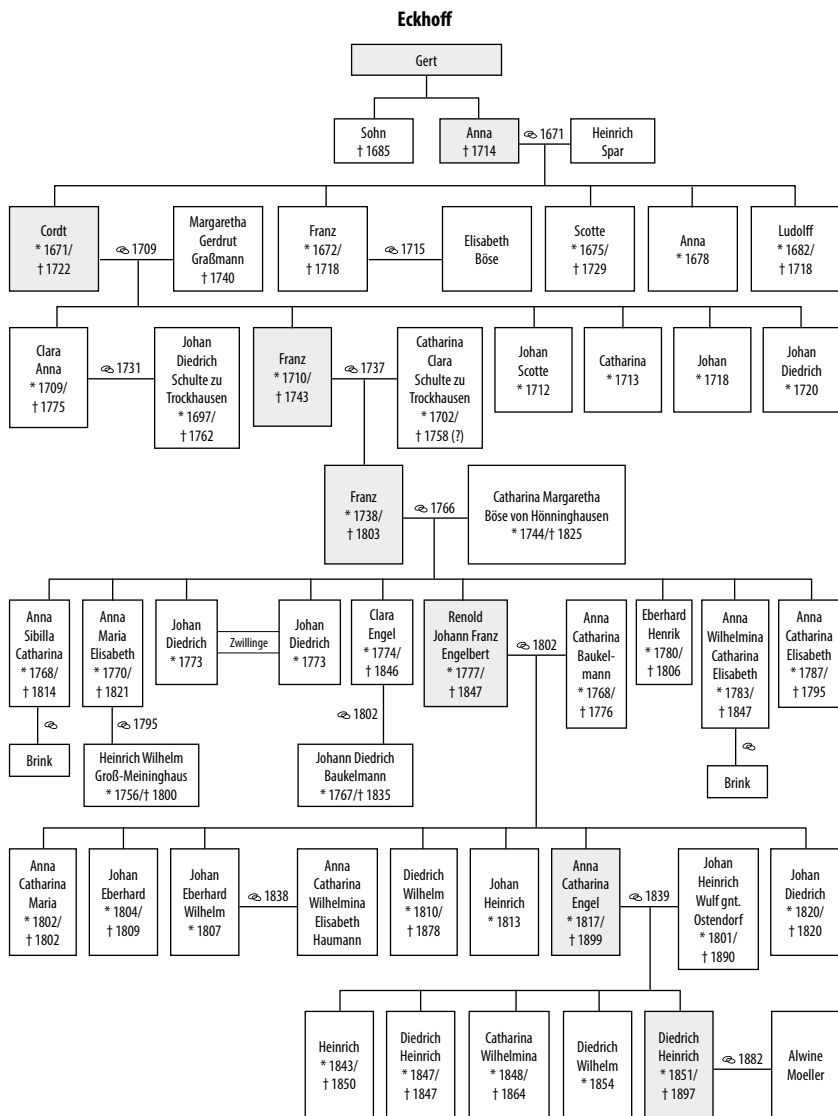 Eckhoff
Gert
Sohn
† 1685
Anna
† 1714
⚭ 1671
Heinrich
Spar
Cordt
* 1671/
† 1722
⚭ 1709
Margaretha
Gerdrut
Graßmann
† 1740
Franz
* 1672/
† 1718
⚭ 1715
Elisabeth
Böse
Scotte
* 1675/
† 1729
Anna
* 1678
Ludolff
* 1682/
† 1718
Clara
Anna
* 1709/
† 1775
⚭ 1731
Johan
Diedrich
Schulte zu
Trockhausen
* 1697/
† 1762
Franz
* 1710/
† 1743
⚭ 1737
Catharina
Clara
Schulte zu
Trockhausen
* 1702/
† 1758 (?)
Johan
Scotte
* 1712
Catharina
* 1713
Johan
* 1718
Johan
Diedrich
* 1720
Franz
* 1738/
† 1803
⚭ 1766
Catharina Margaretha
Böse von Hönninghausen
* 1744/† 1825
Anna
Sibilla
Catharina
* 1768/
† 1814
⚭
Brink
Anna
Maria
Elisabeth
* 1770/
† 1821
⚭ 1795
Heinrich Wilhelm
Groß-Meininghaus
* 1756/† 1800
Johan
Diedrich
* 1773
Zwillinge
Johan
Diedrich
* 1773
Clara
Engel
* 1774/
† 1846
⚭ 1802
Johann Diedrich
Baukelmann
* 1767/† 1835
Renold
Johann Franz
Engelbert
* 1777/
† 1847
⚭ 1802
Anna
Catharina
Baukel-
mann
* 1768/
† 1776
Eberhard
Henrik
* 1780/
† 1806
Anna
Wilhelmina
Catharina
Elisabeth
* 1783/
† 1847
⚭
Brink
Anna
Catharina
Elisabeth
* 1787/
† 1795
Anna
Catharina
Maria
* 1802/
† 1802
Johan
Eberhard
* 1804/
† 1809
Johan
Eberhard
Wilhelm
* 1807
⚭ 1838
Anna
Catharina
Wilhelmina
Elisabeth
Haumann
Diedrich
Wilhelm
* 1810/
† 1878
Johan
Heinrich
* 1813
Anna
Catharina
Engel
* 1817/
† 1899
⚭ 1839
Johan
Heinrich
Wulf gnt.
Ostendorf
* 1801/
† 1890
Johan
Diedrich
* 1820/
† 1820
Heinrich
* 1843/
† 1850
Diedrich
Heinrich
* 1847/
† 1847
Catharina
Wilhelmina
* 1848/
† 1864
Diedrich
Wilhelm
* 1854
Diedrich
Heinrich
* 1851/
† 1897
⚭ 1882
Alwine
Moeller